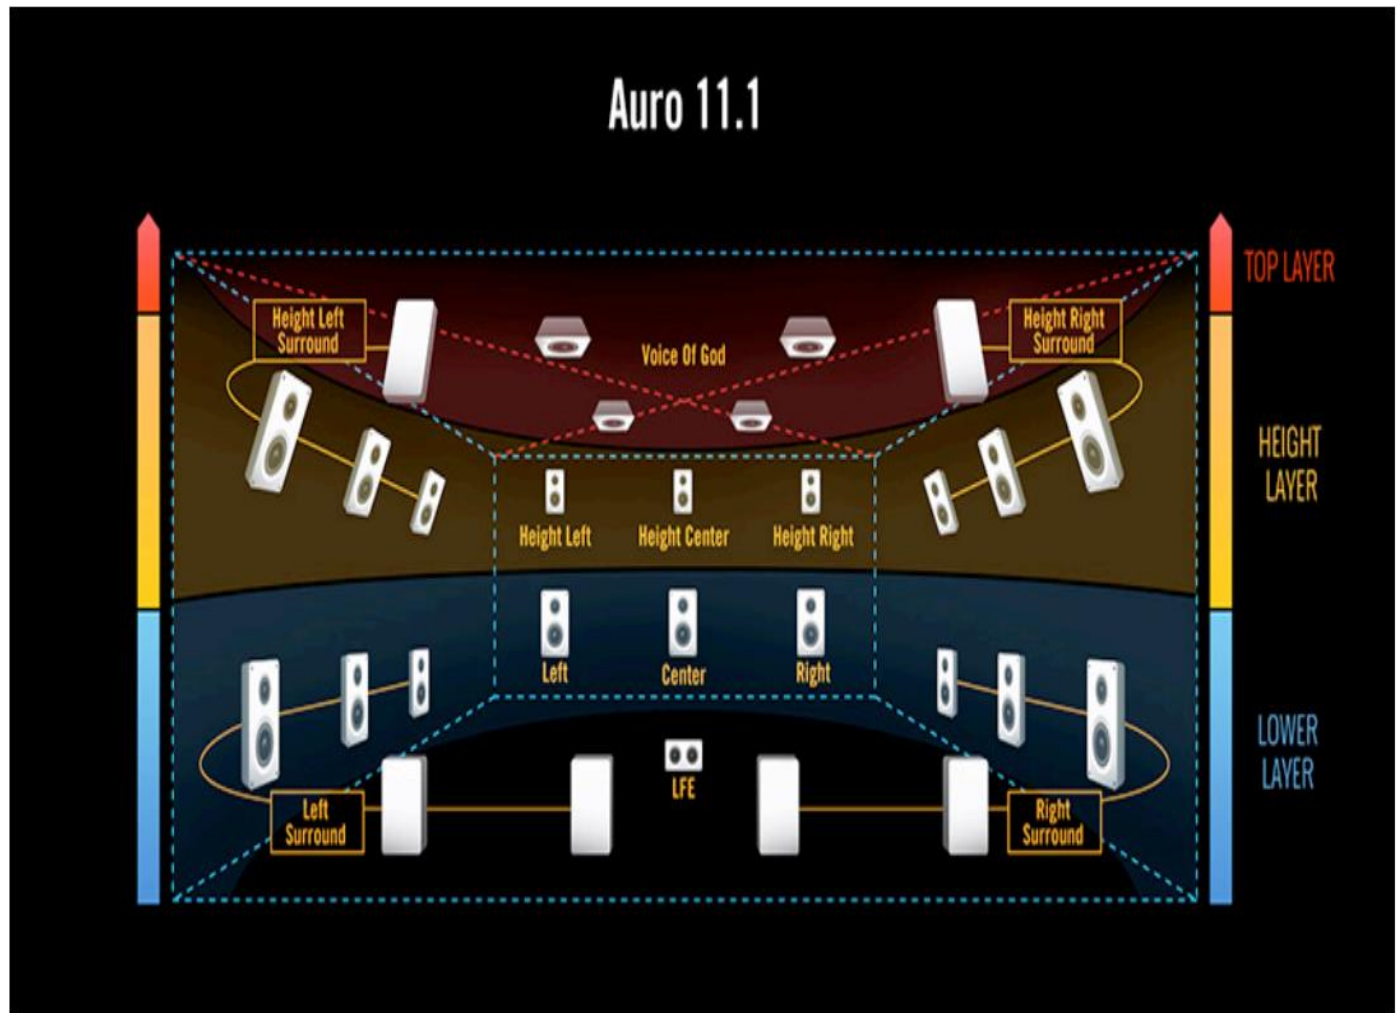 Auro 11.1
TOP LAYER
Height Left
Surround
Height Right
Surround
Voice Of God
HEIGHT
LAYER
Height Left
Height Center
Height Right
Left
Center
Right
LOWER
LAYER
LFE
Left
Surround
Right
Surround